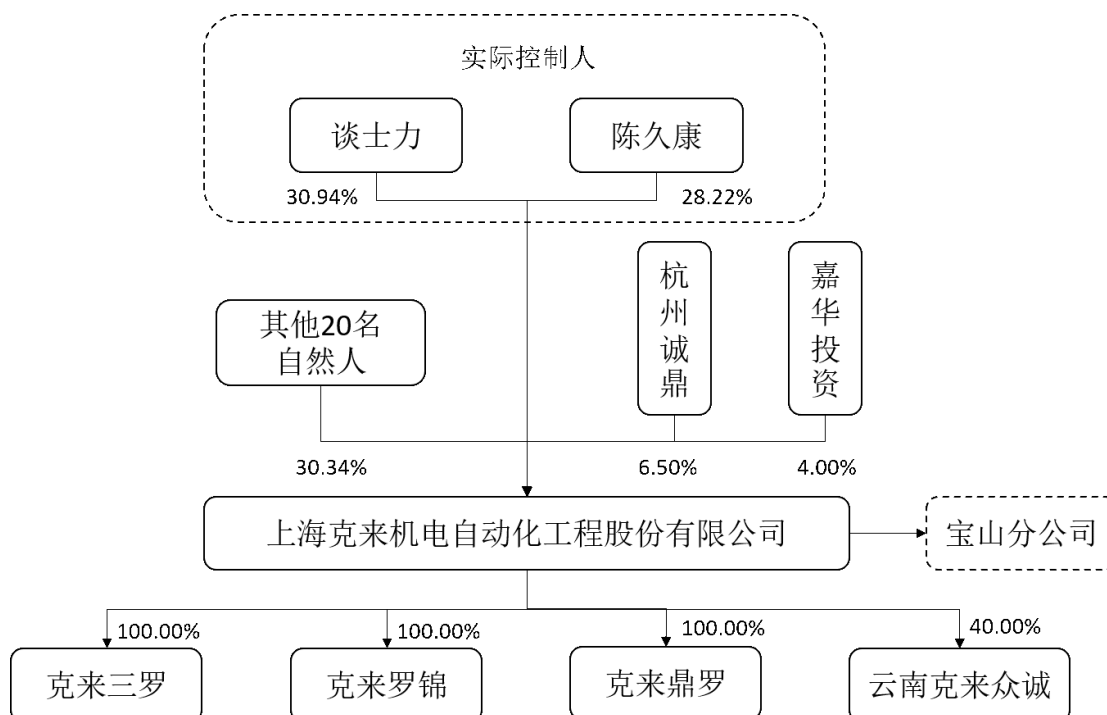 实际控制人
谈士力
陈久康
30.94%
28.22%
其他20名
自然人
杭州诚鼎
嘉华投资
30.34%
6.50%
4.00%
上海克来机电自动化工程股份有限公司
宝山分公司
100.00%
100.00%
100.00%
40.00%
克来三罗
克来罗锦
克来鼎罗
云南克来众诚